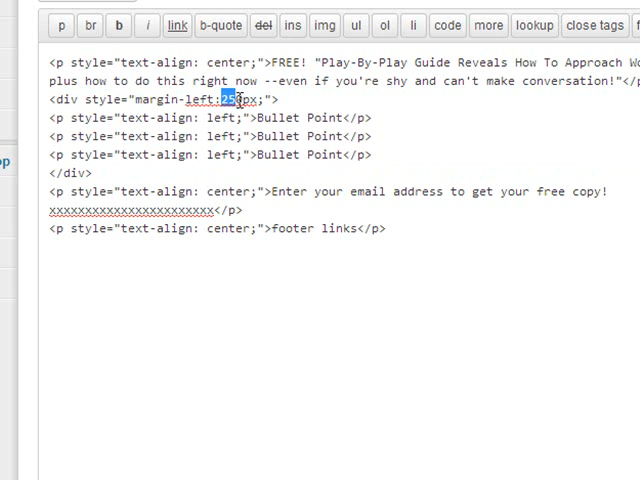 p br b i link b-quote del ins img ul ol li code more lookup close tags
<p style="text-align: center;">FREE! "Play-By-Play Guide Reveals How To Approach
plus how to do this right now --even if you're shy and can't make conversation!"</p
op
<div style="margin-left:250px;">
<p style="text-align: left;">Bullet Point</p>
<p style="text-align: left;">Bullet Point</p>
<p style="text-align: left;">Bullet Point</p>
</div>
<p style="text-align: center;">Enter your email address to get your free copy!
xxxxxxxxxxxxxxxxxxxxxxx</p>
<p style="text-align: center;">footer links</p>